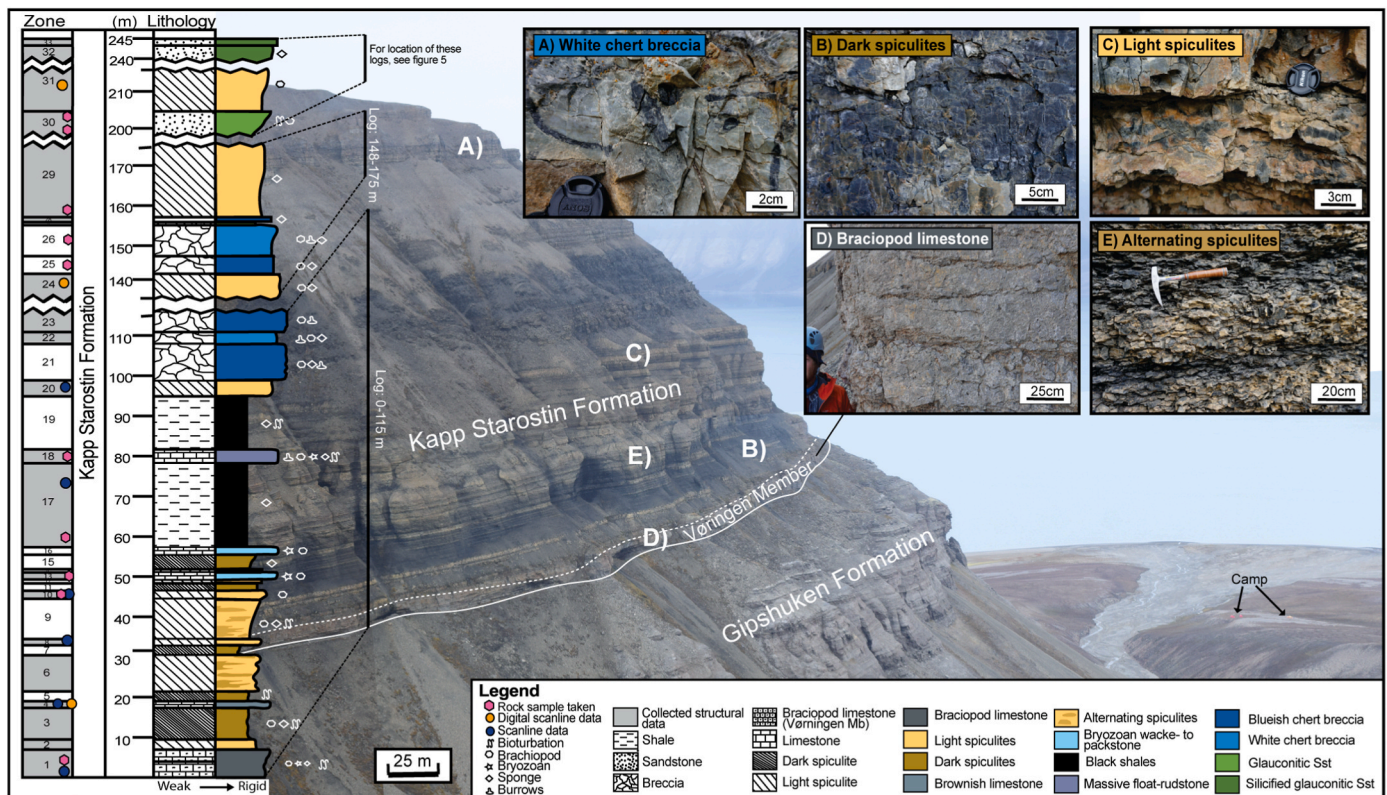 Zone (m) Lithology
Kapp Starostin Formation
245
240
210
200
170
160
150
140
110
100
90
80
70
60
50
40
30
20
10
32
31
30
29
26
25
24
23
22
21
20
19
18
17
16
15
9
7
6
5
3
2
1
Weak Rigid
For location of these
logs, see figure 5
Log: 148-175 m
Log: 0-115 m
A)
C)
Kapp Starostin Formation
E)
B)
D)
Vøringen Member
Gipshuken Formation
Camp
25 m
A) White chert breccia
2cm
B) Dark spiculites
5cm
C) Light spiculites
3cm
D) Braciopod limestone
25cm
E) Alternating spiculites
20cm
Legend
Rock sample taken
Digital scanline data
Scanline data
Bioturbation
Brachiopod
Bryozoan
Sponge
Burrows
Collected structural
data
Shale
Sandstone
Breccia
Braciopod limestone
(Vørningen Mb)
Limestone
Dark spiculite
Light spiculite
Braciopod limestone
Light spiculites
Dark spiculites
Brownish limestone
Alternating spiculites
Bryozoan wacke- to
packstone
Black shales
Massive float-rudstone
Blueish chert breccia
White chert breccia
Glauconitic Sst
Silicified glauconitic Sst